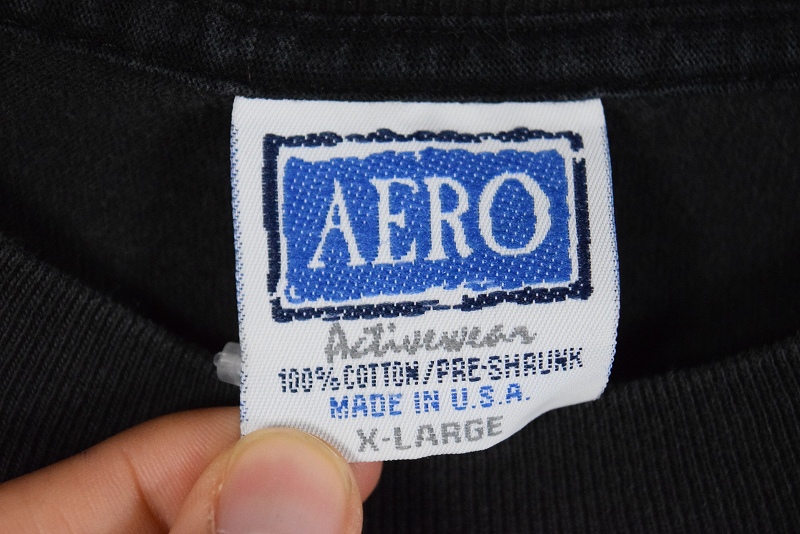 AERO
Activewear
100% COTTON/PRE-SHRUNK
MADE IN U.S.A.
X-LARGE